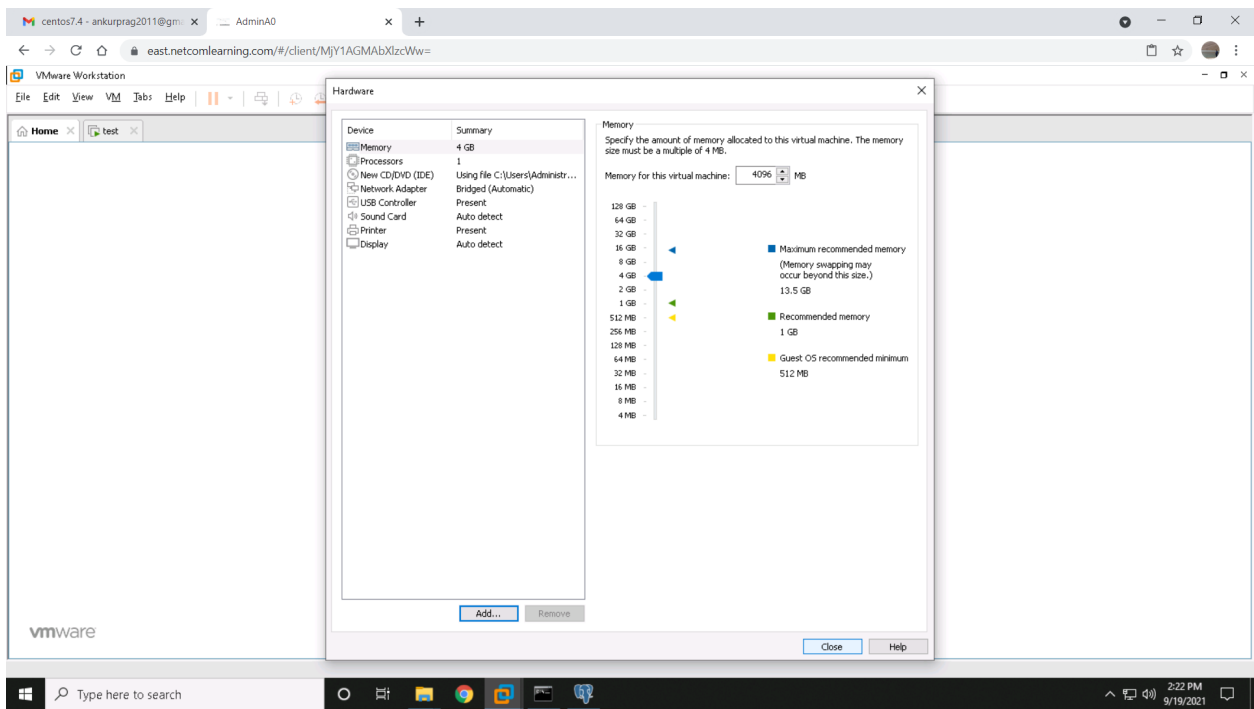 centos7.4 - ankurprag2011@gma
AdminA0
east.netcomlearning.com/#/client/MjY1AGMAbXlzcWw=
VMware Workstation
File Edit View VM Tabs Help
Home
test
Hardware
Device Summary
Memory 4 GB
Processors 1
New CD/DVD (IDE) Using file C:\Users\Administr...
Network Adapter Bridged (Automatic)
USB Controller Present
Sound Card Auto detect
Printer Present
Display Auto detect
Add... Remove
Memory
Specify the amount of memory allocated to this virtual machine. The memory
size must be a multiple of 4 MB.
Memory for this virtual machine: 4096 MB
128 GB
64 GB
32 GB
16 GB
8 GB
4 GB
2 GB
1 GB
512 MB
256 MB
128 MB
64 MB
32 MB
16 MB
8 MB
4 MB
Maximum recommended memory
(Memory swapping may
occur beyond this size.)
13.5 GB
Recommended memory
1 GB
Guest OS recommended minimum
512 MB
Close Help
vmware
Type here to search
2:22 PM
9/19/2021